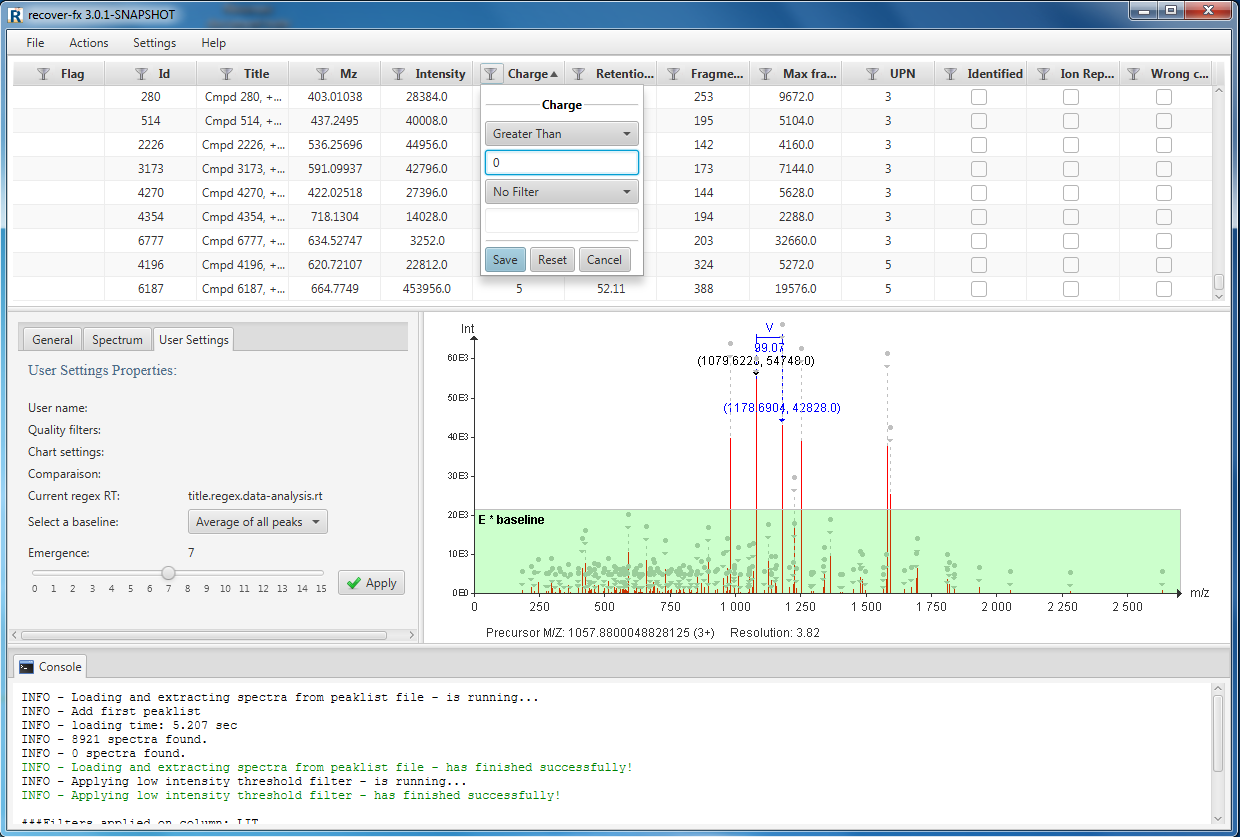 recover-fx 3.0.1-SNAPSHOT
File Actions Settings Help
Flag Id Title Mz Intensity Charge Retentio... Fragme... Max fra... UPN Identified Ion Rep... Wrong c...
280 Cmpd 280, +... 403.01038 28384.0 253 9672.0 3
514 Cmpd 514, +... 437.2495 40008.0 195 5104.0 3
2226 Cmpd 2226, +... 536.25696 44956.0 142 4160.0 3
3173 Cmpd 3173, +... 591.09937 42796.0 173 7144.0 3
4270 Cmpd 4270, +... 422.02518 27396.0 144 5628.0 3
4354 Cmpd 4354, +... 718.1304 14028.0 194 2288.0 3
6777 Cmpd 6777, +... 634.52747 3252.0 203 32660.0 3
4196 Cmpd 4196, +... 620.72107 22812.0 324 5272.0 5
6187 Cmpd 6187, +... 664.7749 453956.0 5 52.11 388 19576.0 5
Charge
Greater Than
0
No Filter
Save Reset Cancel
General Spectrum User Settings
User Settings Properties:
User name:
Quality filters:
Chart settings:
Comparaison:
Current regex RT: title.regex.data-analysis.rt
Select a baseline: Average of all peaks
Emergence: 7
0 1 2 3 4 5 6 7 8 9 10 11 12 13 14 15
Apply
Int
60E3
50E3
40E3
30E3
20E3
10E3
0E0
V
99.07
(1079.6226, 54748.0)
(1178.6904, 42828.0)
E * baseline
0 250 500 750 1 000 1 250 1 500 1 750 2 000 2 250 2 500 m/z
Precursor M/Z: 1057.8800048828125 (3+) Resolution: 3.82
Console
INFO - Loading and extracting spectra from peaklist file - is running...
INFO - Add first peaklist
INFO - loading time: 5.207 sec
INFO - 8921 spectra found.
INFO - 0 spectra found.
INFO - Loading and extracting spectra from peaklist file - has finished successfully!
INFO - Applying low intensity threshold filter - is running...
INFO - Applying low intensity threshold filter - has finished successfully!
###Filters applied on column: LIT